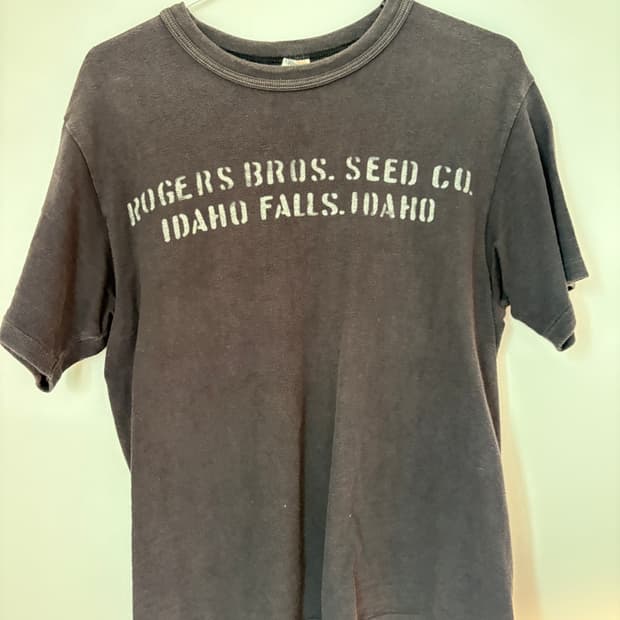 ROGERS BROS. SEED CO.
IDAHO FALLS. IDAHO